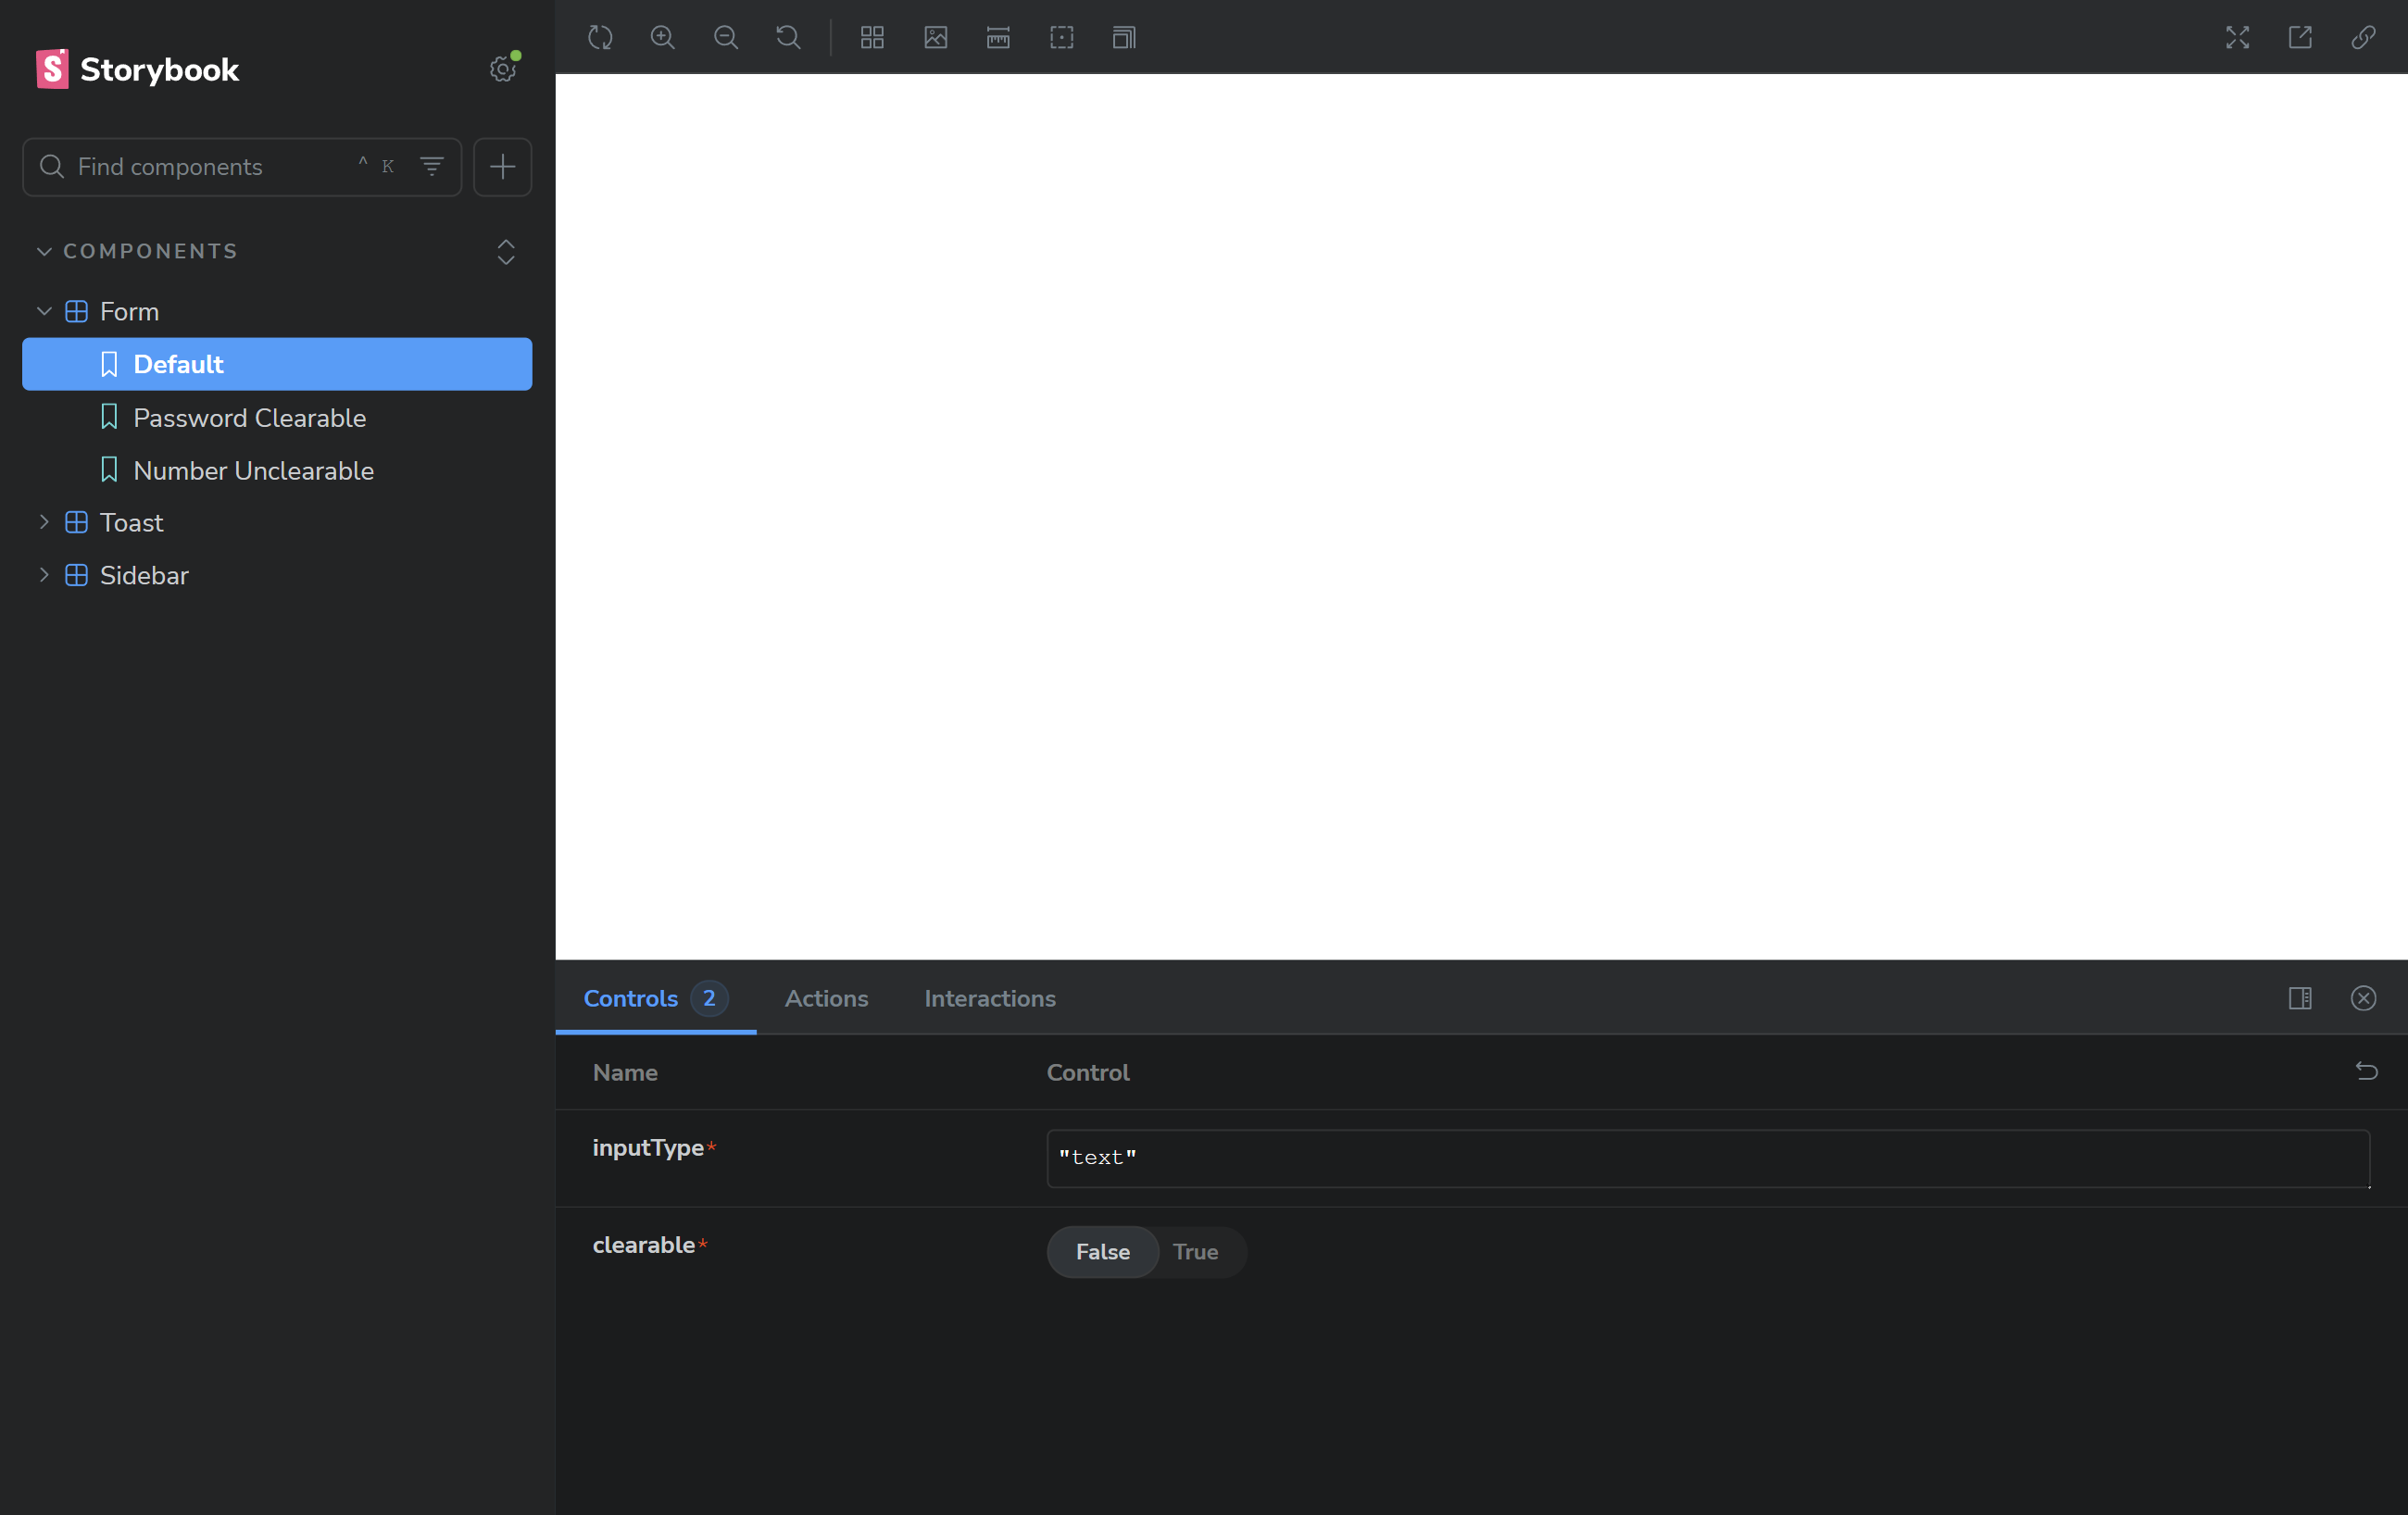 Storybook
Find components ^ K
COMPONENTS
Form
Default
Password Clearable
Number Unclearable
Toast
Sidebar
Controls 2 Actions Interactions
Name Control
inputType* "text"
clearable* False True